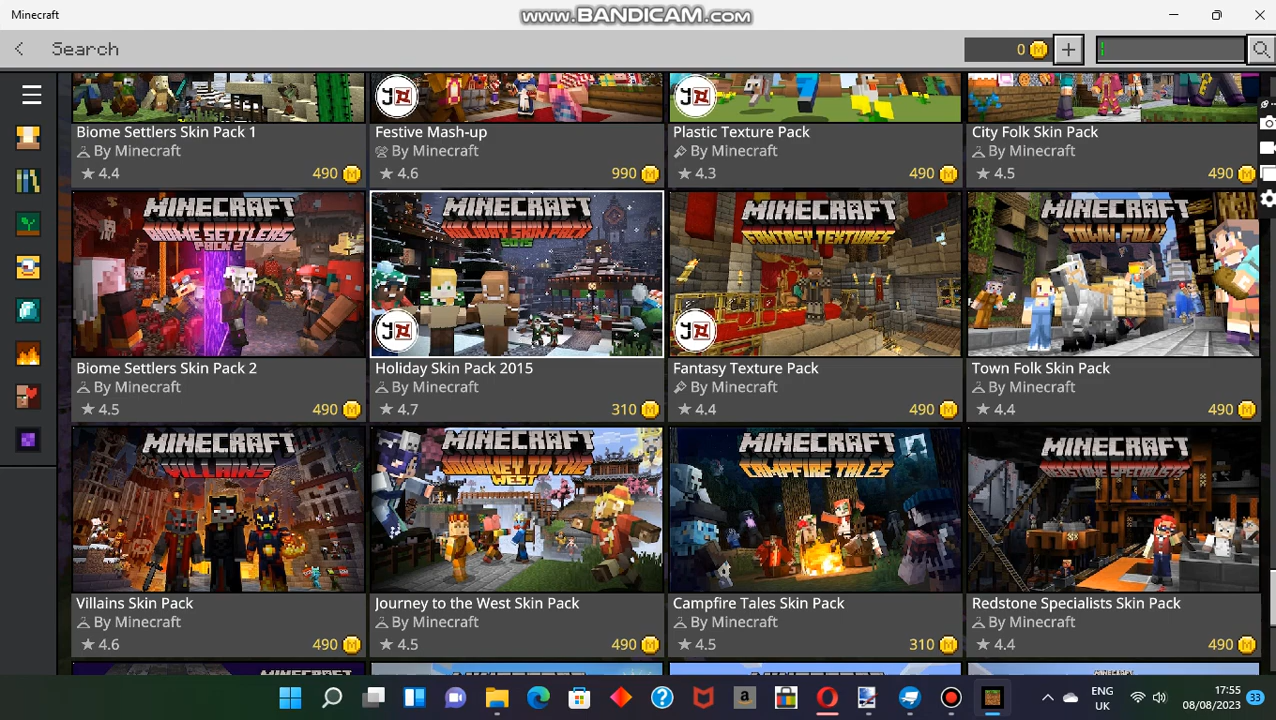 Minecraft
www.BANDICAM.com
Search
0
Biome Settlers Skin Pack 1
By Minecraft
4.4
490
Festive Mash-up
By Minecraft
4.6
990
Plastic Texture Pack
By Minecraft
4.3
490
City Folk Skin Pack
By Minecraft
4.5
490
MINECRAFT
BIOME SETTLERS
PACK 2
Biome Settlers Skin Pack 2
By Minecraft
4.5
490
MINECRAFT
HOLIDAY SKIN PACK
2015
Holiday Skin Pack 2015
By Minecraft
4.7
310
MINECRAFT
FANTASY TEXTURES
Fantasy Texture Pack
By Minecraft
4.4
490
MINECRAFT
TOWN FOLK
Town Folk Skin Pack
By Minecraft
4.4
490
MINECRAFT
VILLAINS
Villains Skin Pack
By Minecraft
4.6
490
MINECRAFT
JOURNEY TO THE
WEST
Journey to the West Skin Pack
By Minecraft
4.5
490
MINECRAFT
CAMPFIRE TALES
Campfire Tales Skin Pack
By Minecraft
4.5
310
MINECRAFT
REDSTONE SPECIALISTS
Redstone Specialists Skin Pack
By Minecraft
4.4
490
MINECRAFT
ENG
UK
17:55
08/08/2023
33